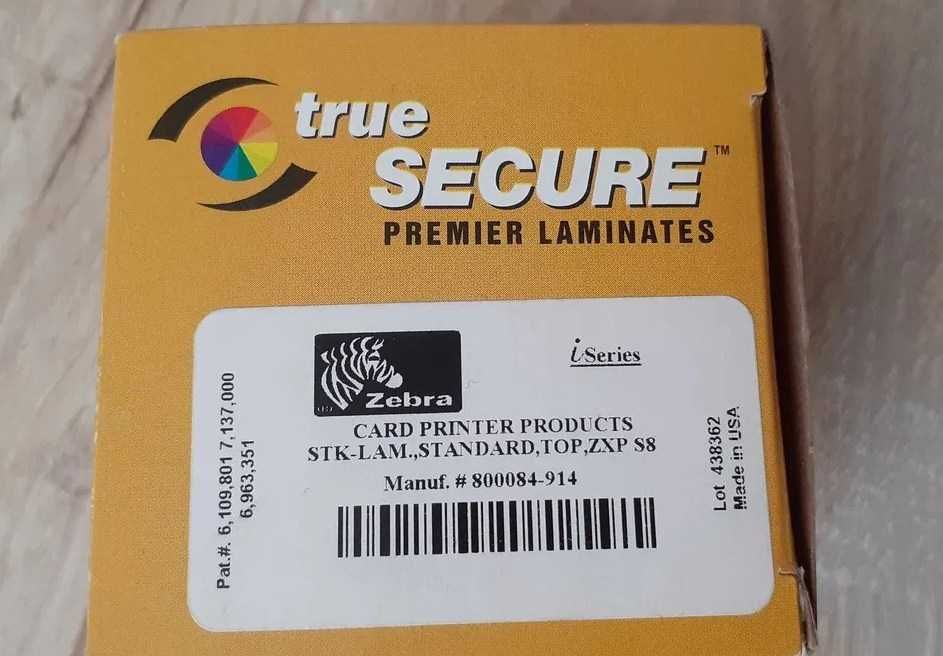 true
SECURE™
PREMIER LAMINATES
Zebra
iSeries
CARD PRINTER PRODUCTS
STK-LAM.,STANDARD,TOP,ZXP S8
Manuf. # 800084-914
Pat.#. 6,109,801 7,137,000
6,963,351
Lot 438362
Made in USA